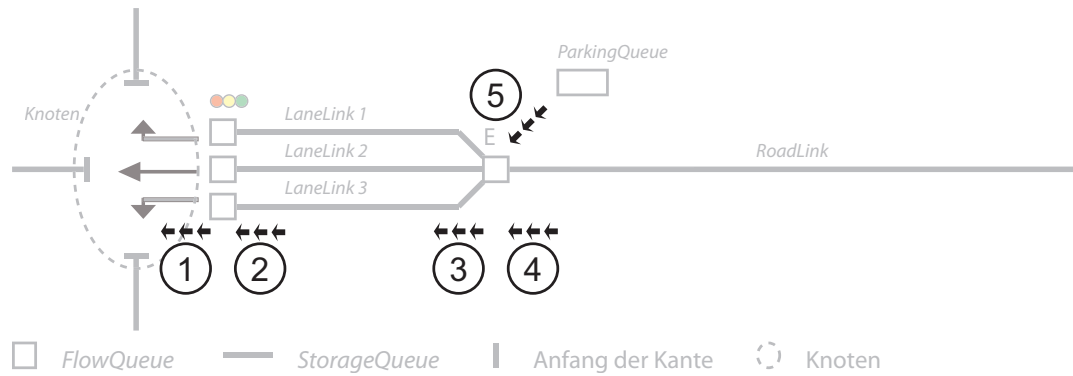 ParkingQueue
5
Knoten
LaneLink 1
E
LaneLink 2
RoadLink
LaneLink 3
1 2 3 4
FlowQueue StorageQueue Anfang der Kante Knoten